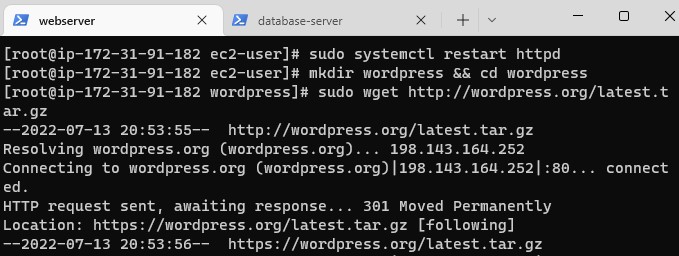 webserver
database-server
[root@ip-172-31-91-182 ec2-user]# sudo systemctl restart httpd
[root@ip-172-31-91-182 ec2-user]# mkdir wordpress && cd wordpress
[root@ip-172-31-91-182 wordpress]# sudo wget http://wordpress.org/latest.t
ar.gz
--2022-07-13 20:53:55--  http://wordpress.org/latest.tar.gz
Resolving wordpress.org (wordpress.org)... 198.143.164.252
Connecting to wordpress.org (wordpress.org)|198.143.164.252|:80... connect
ed.
HTTP request sent, awaiting response... 301 Moved Permanently
Location: https://wordpress.org/latest.tar.gz [following]
--2022-07-13 20:53:56--  https://wordpress.org/latest.tar.gz